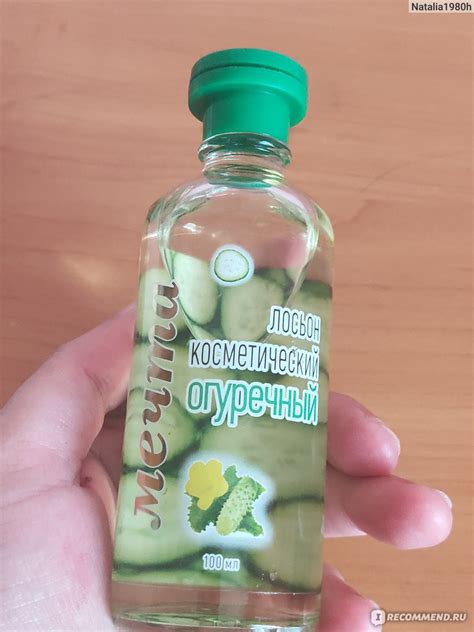 Natalia1980h
мечта
ЛОСЬОН
КОСМЕТИЧЕСКИЙ
ОГУРЕЧНЫЙ
100 мл
I RECOMMEND.RU